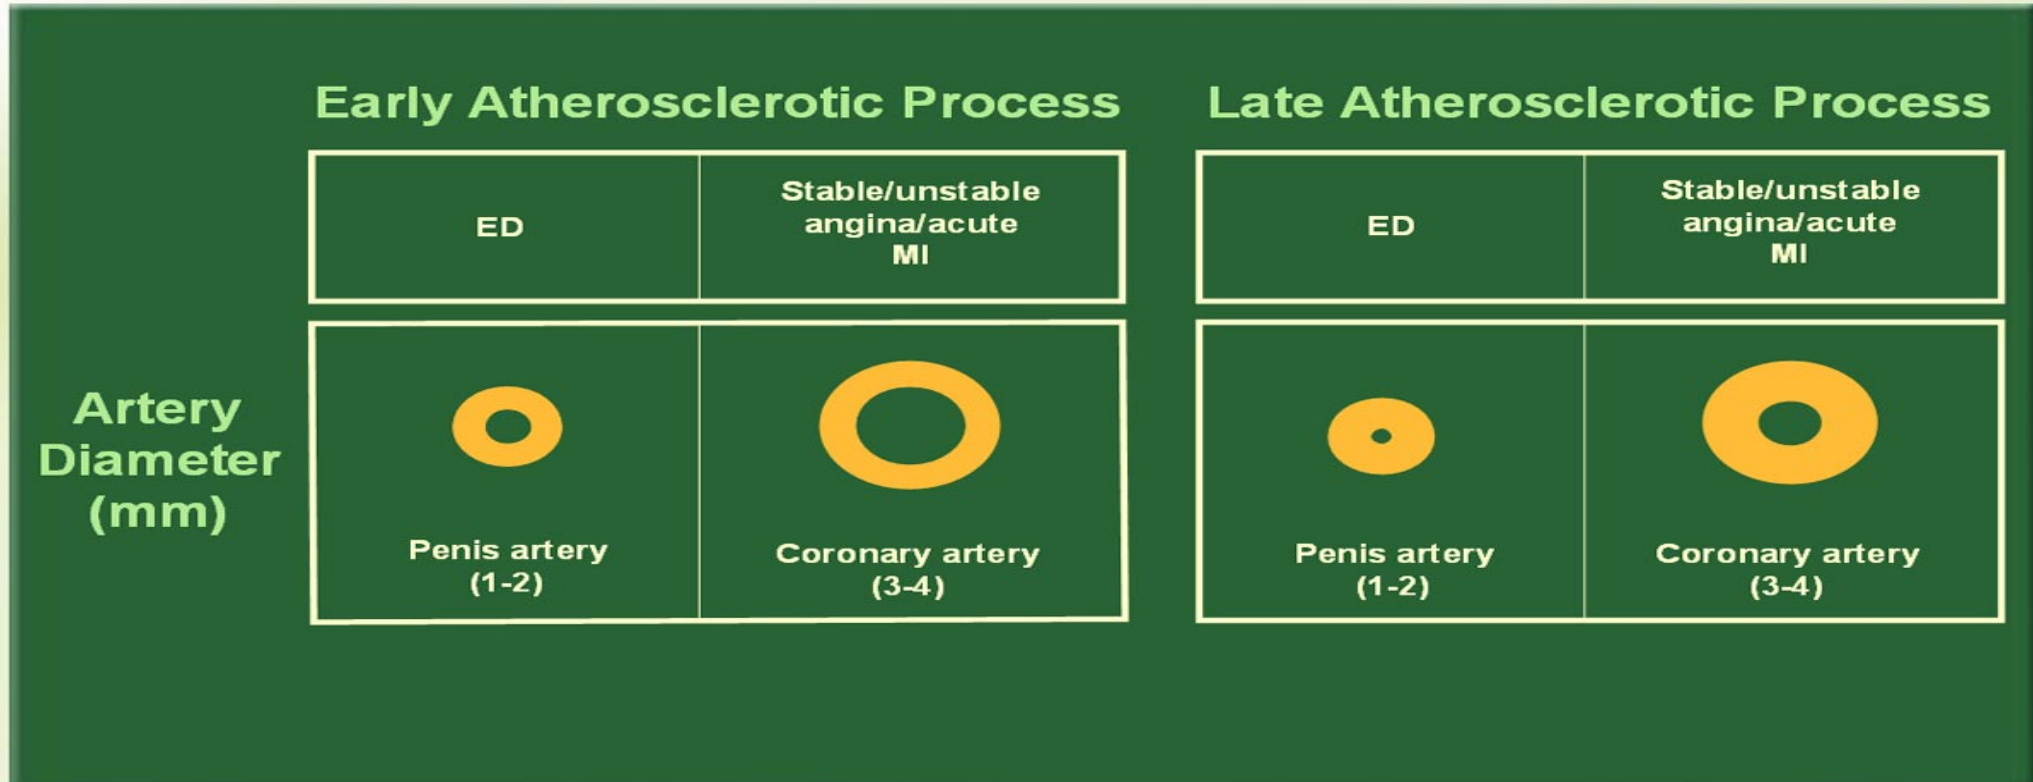 Early Atherosclerotic Process
ED
Stable/unstable
angina/acute
MI
Artery
Diameter
(mm)
Penis artery
(1-2)
Coronary artery
(3-4)
Late Atherosclerotic Process
ED
Stable/unstable
angina/acute
MI
Penis artery
(1-2)
Coronary artery
(3-4)